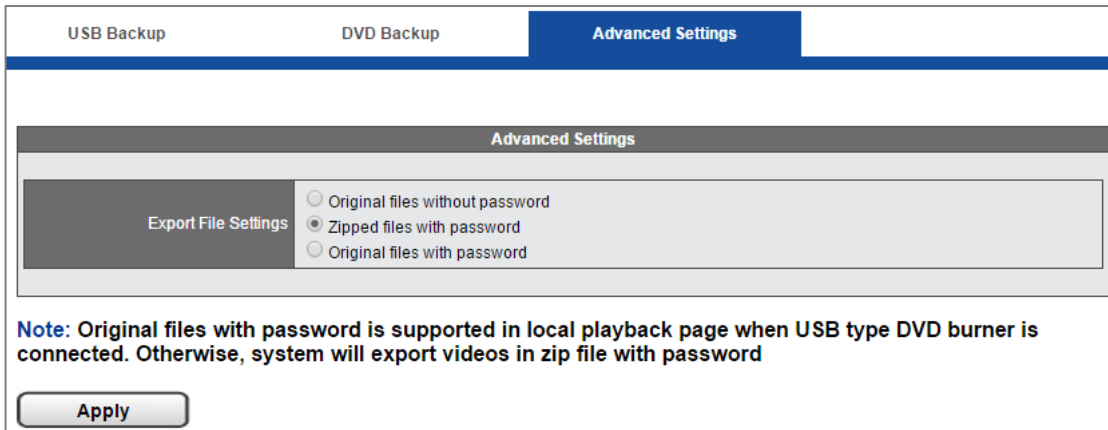 USB Backup DVD Backup Advanced Settings
Advanced Settings
Export File Settings
Original files without password
Zipped files with password
Original files with password
Note: Original files with password is supported in local playback page when USB type DVD burner is
connected. Otherwise, system will export videos in zip file with password
Apply